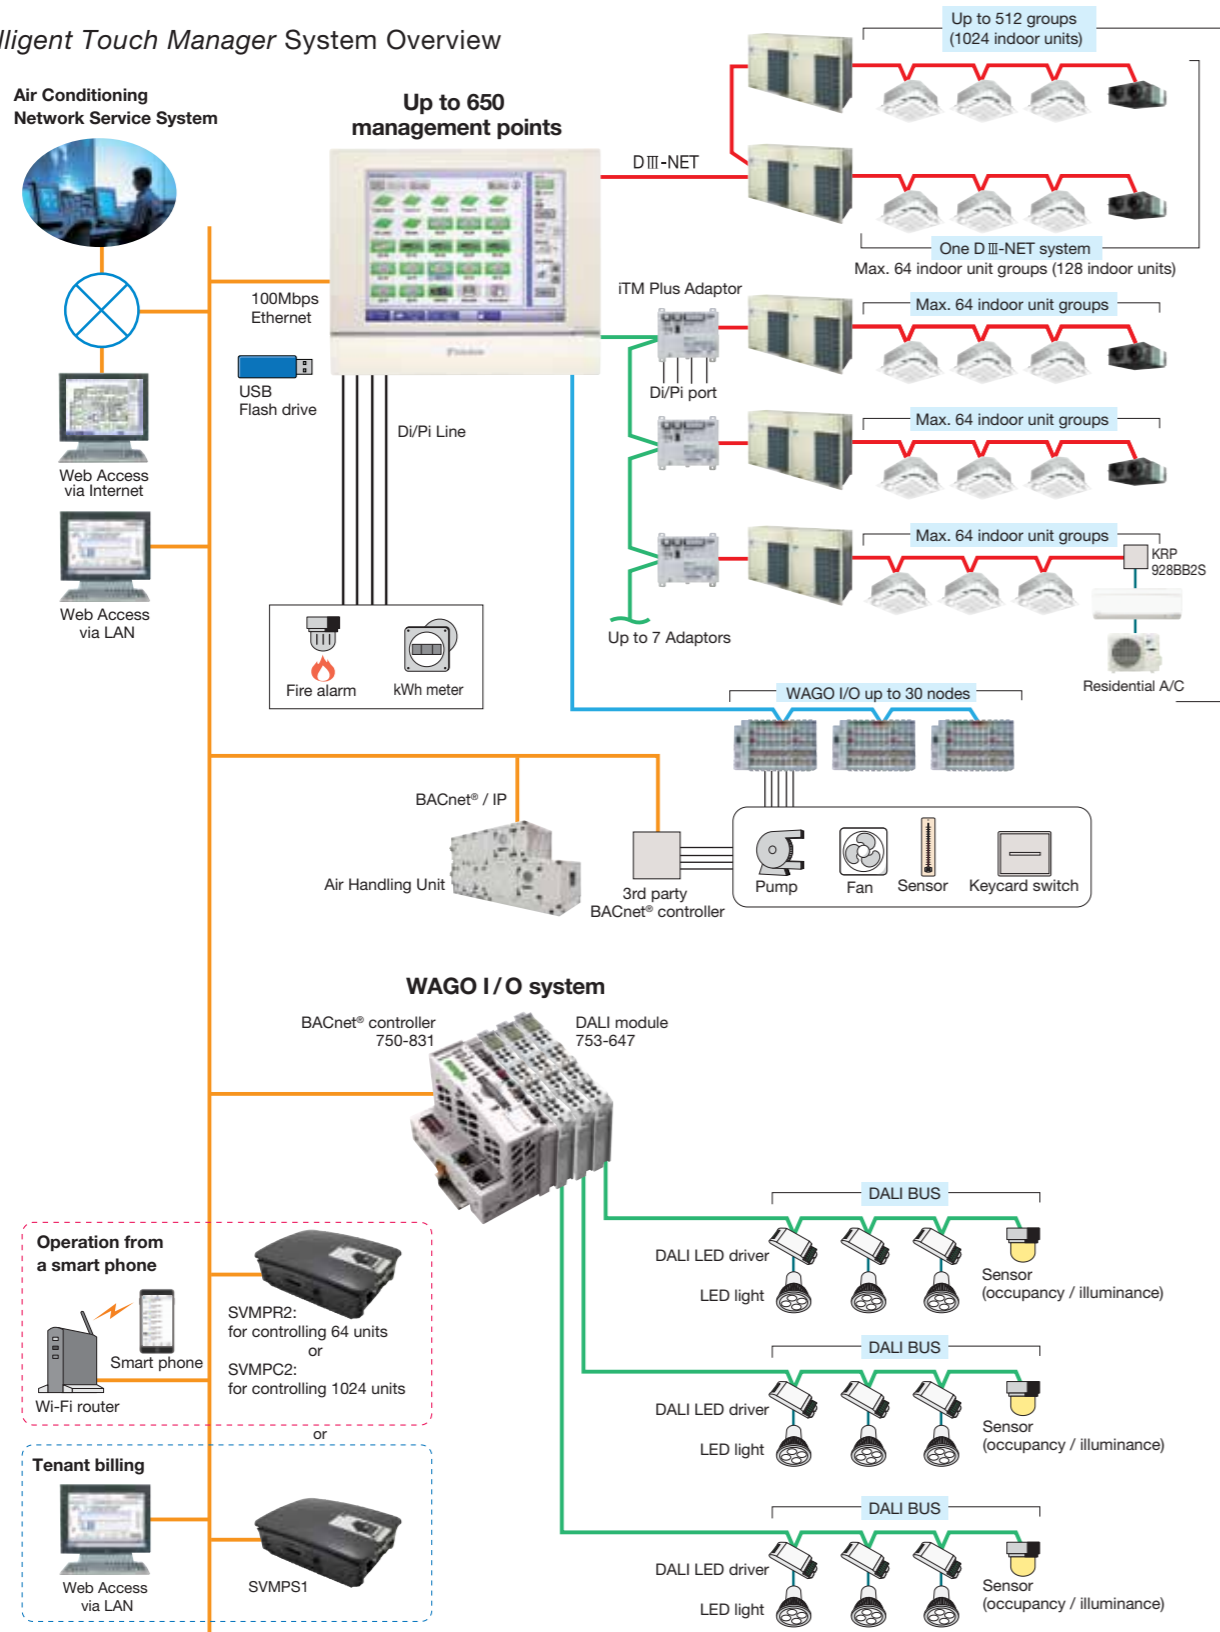 lligent Touch Manager System Overview
Air Conditioning
Network Service System
Up to 650
management points
Up to 512 groups
(1024 indoor units)
DⅢ-NET
One DⅢ-NET system
Max. 64 indoor unit groups (128 indoor units)
100Mbps
Ethernet
USB
Flash drive
Di/Pi Line
iTM Plus Adaptor
Di/Pi port
Max. 64 indoor unit groups
Max. 64 indoor unit groups
Max. 64 indoor unit groups
KRP
928BB2S
Up to 7 Adaptors
Residential A/C
Web Access
via Internet
Web Access
via LAN
Fire alarm
kWh meter
WAGO I/O up to 30 nodes
BACnet® / IP
Air Handling Unit
3rd party
BACnet® controller
Pump
Fan
Sensor
Keycard switch
WAGO I/O system
BACnet® controller
750-831
DALI module
753-647
DALI BUS
DALI LED driver
LED light
Sensor
(occupancy / illuminance)
DALI BUS
DALI LED driver
LED light
Sensor
(occupancy / illuminance)
DALI BUS
DALI LED driver
LED light
Sensor
(occupancy / illuminance)
Operation from
a smart phone
Smart phone
Wi-Fi router
SVMPR2:
for controlling 64 units
or
SVMPC2:
for controlling 1024 units
or
Tenant billing
Web Access
via LAN
SVMPS1